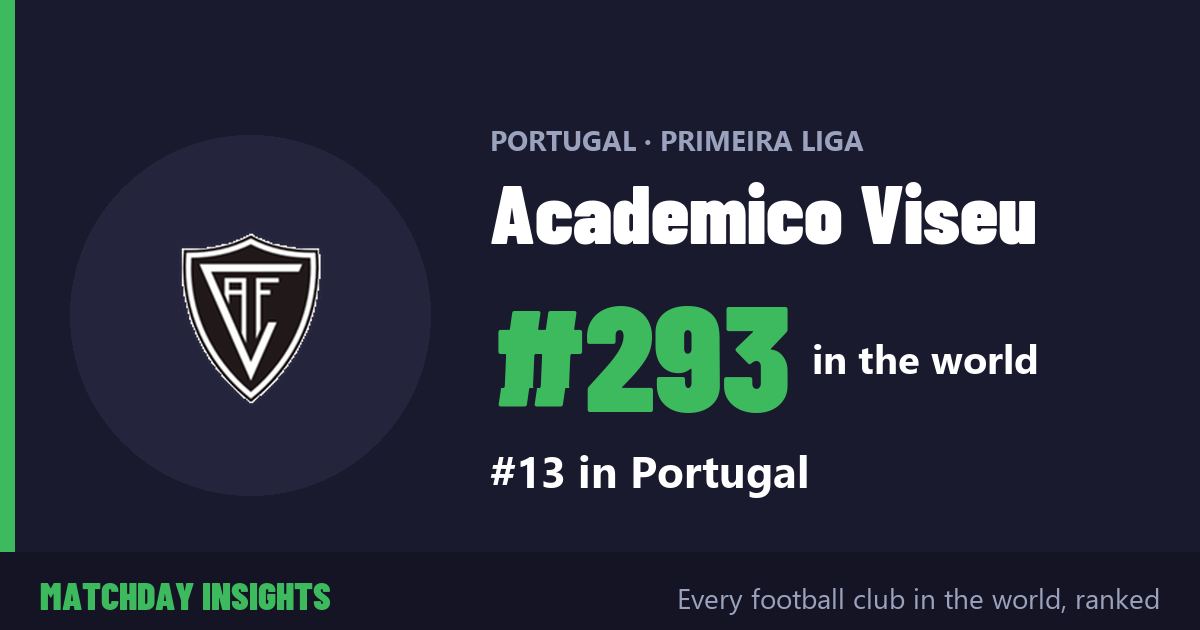 PORTUGAL · PRIMEIRA LIGA
Academico Viseu
#293 in the world
#13 in Portugal
AFCV
MATCHDAY INSIGHTS
Every football club in the world, ranked